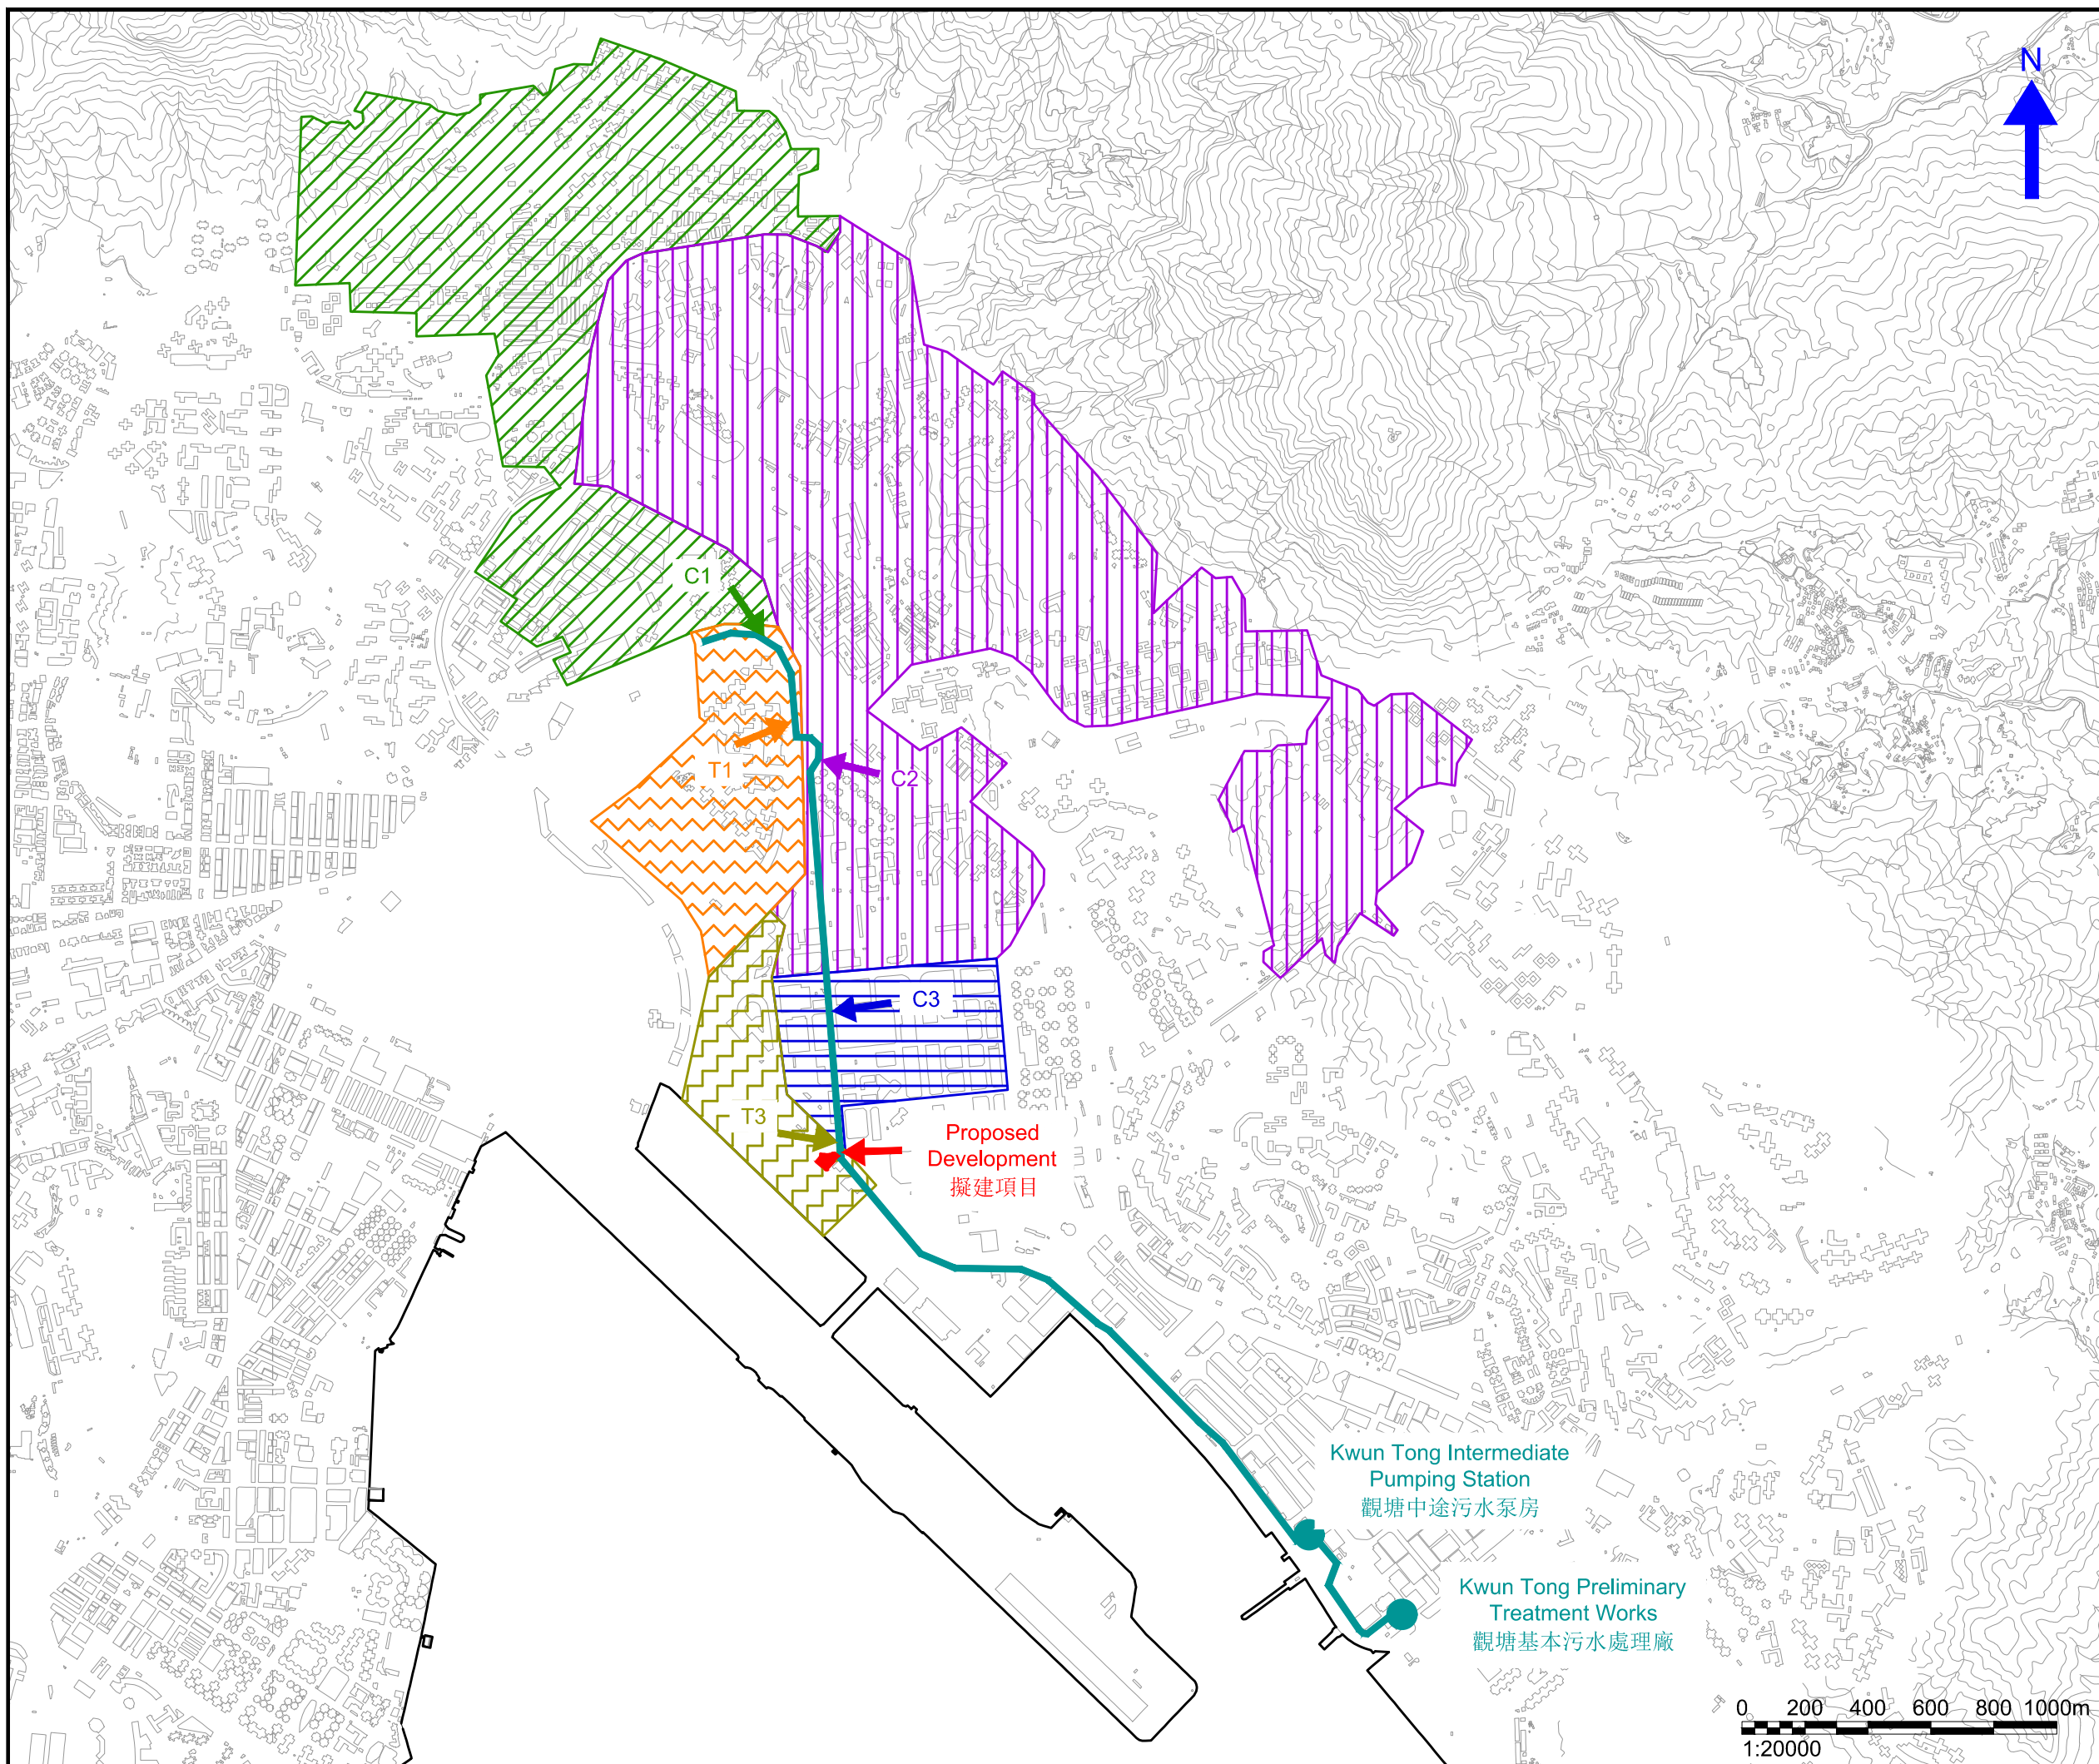 N
C1
T1
C2
C3
T3
Proposed
Development
擬建項目
Kwun Tong Intermediate
Pumping Station
觀塘中途污水泵房
Kwun Tong Preliminary
Treatment Works
觀塘基本污水處理廠
0 200 400 600 800 1000m
1:20000